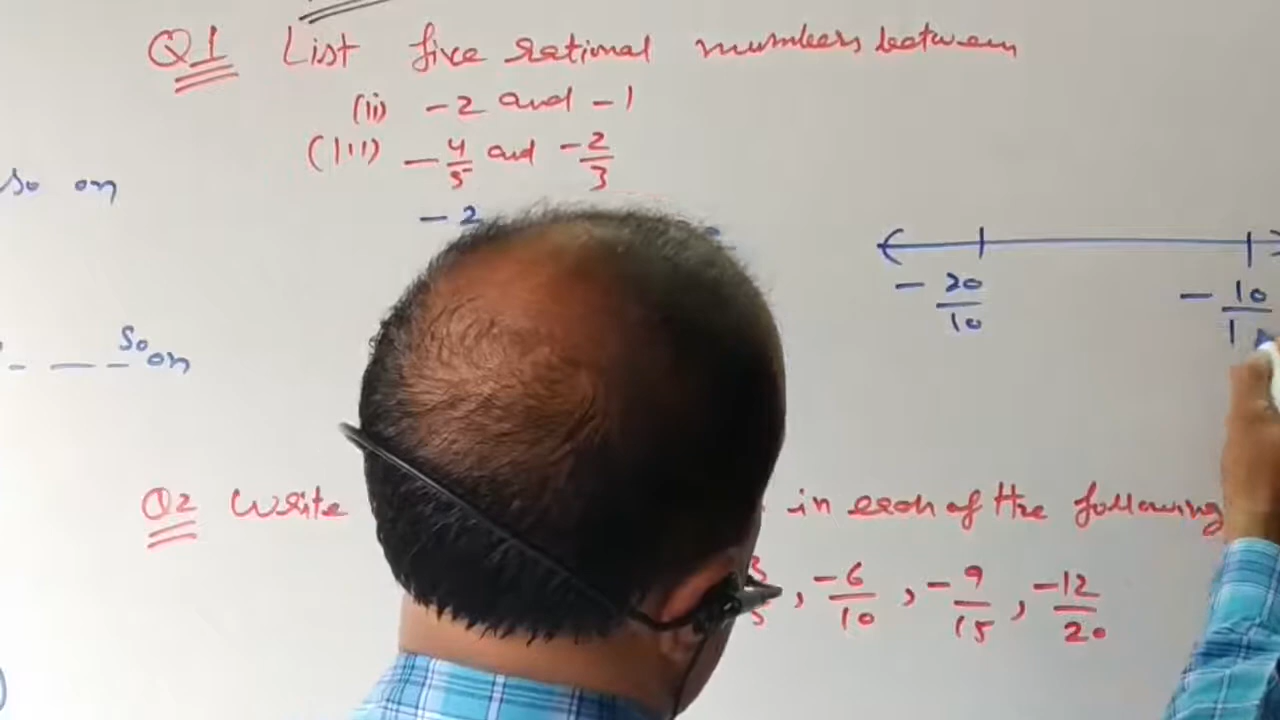 Q1 List five rational numbers between
(ii) -2 and -1
(iii) -4/5 and -2/3
so on
-2
-20/10 -10/1
so on
Q2 Write in each of the following
3/5, -6/10, -9/15, -12/20